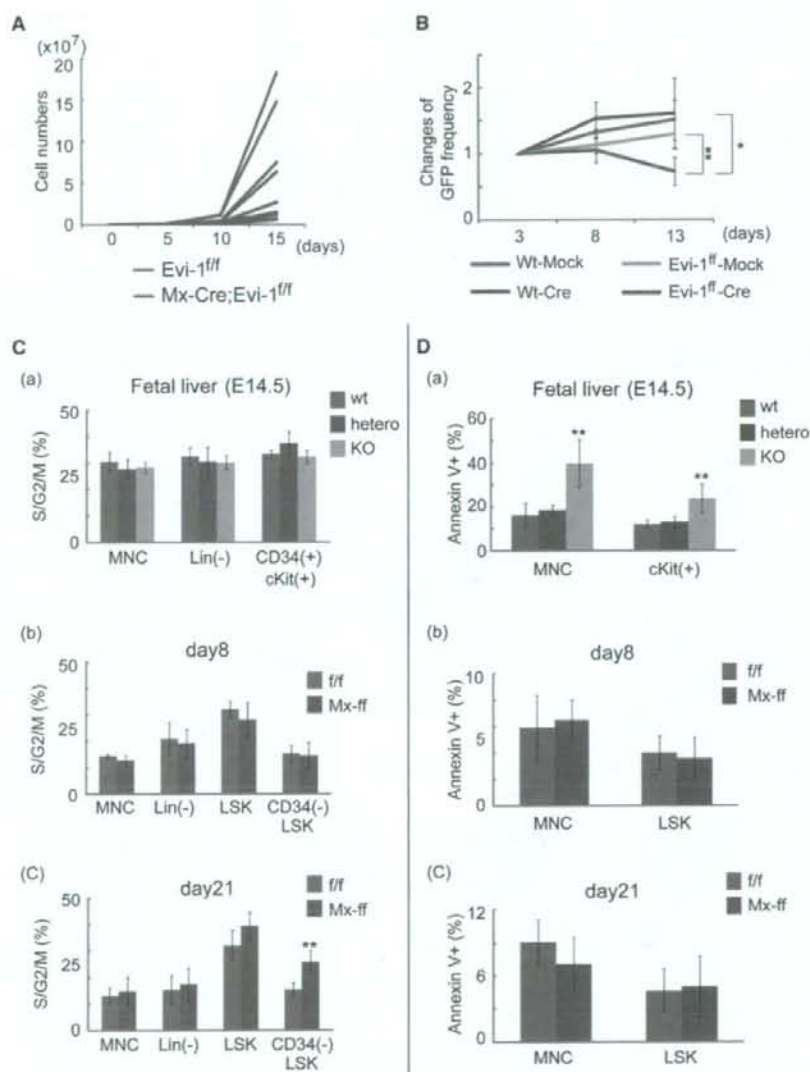 A
(x10⁷)
20
15
10
5
0
Cell numbers
0 5 10 15 (days)
Evi-1f/f
Mx-Cre;Evi-1f/f
B
2
1
0
Changes of
GFP frequency
**
*
3 8 13 (days)
Wt-Mock Evi-1ff-Mock
Wt-Cre Evi-1ff-Cre
C
(a)
Fetal liver (E14.5)
wt
hetero
KO
50
25
0
S/G2/M (%)
MNC Lin(-) CD34(+)
cKit(+)
(b)
day8
f/f
Mx-ff
50
25
0
S/G2/M (%)
MNC Lin(-) LSK CD34(-)
LSK
(C)
day21
f/f
Mx-ff
50
25
0
S/G2/M (%)
**
MNC Lin(-) LSK CD34(-)
LSK
D
(a)
Fetal liver (E14.5)
wt
hetero
KO
60
40
20
0
Annexin V+ (%)
**
**
MNC cKit(+)
(b)
day8
f/f
Mx-ff
10
5
0
Annexin V+ (%)
MNC LSK
(C)
day21
f/f
Mx-ff
12
6
0
Annexin V+ (%)
MNC LSK